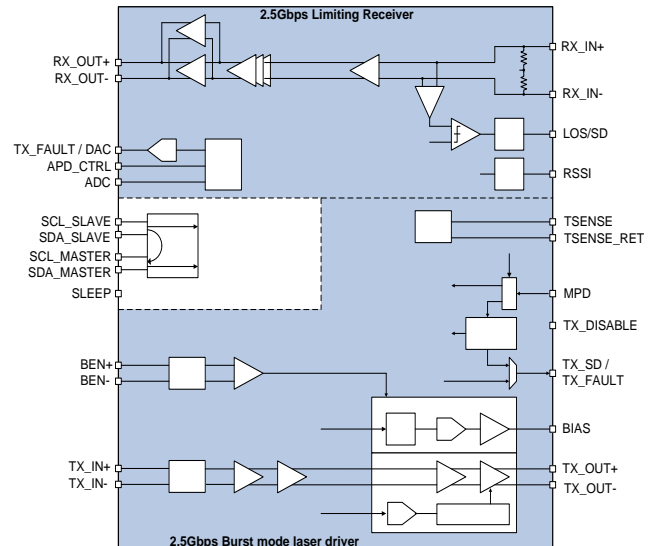 2.5Gbps Limiting Receiver
RX_OUT+
RX_OUT-
RX_IN+
RX_IN-
TX_FAULT / DAC
APD_CTRL
ADC
LOS/SD
RSSI
SCL_SLAVE
SDA_SLAVE
SCL_MASTER
SDA_MASTER
SLEEP
TSENSE
TSENSE_RET
MPD
TX_DISABLE
TX_SD /
TX_FAULT
BEN+
BEN-
BIAS
TX_IN+
TX_IN-
TX_OUT+
TX_OUT-
2.5Gbps Burst mode laser driver